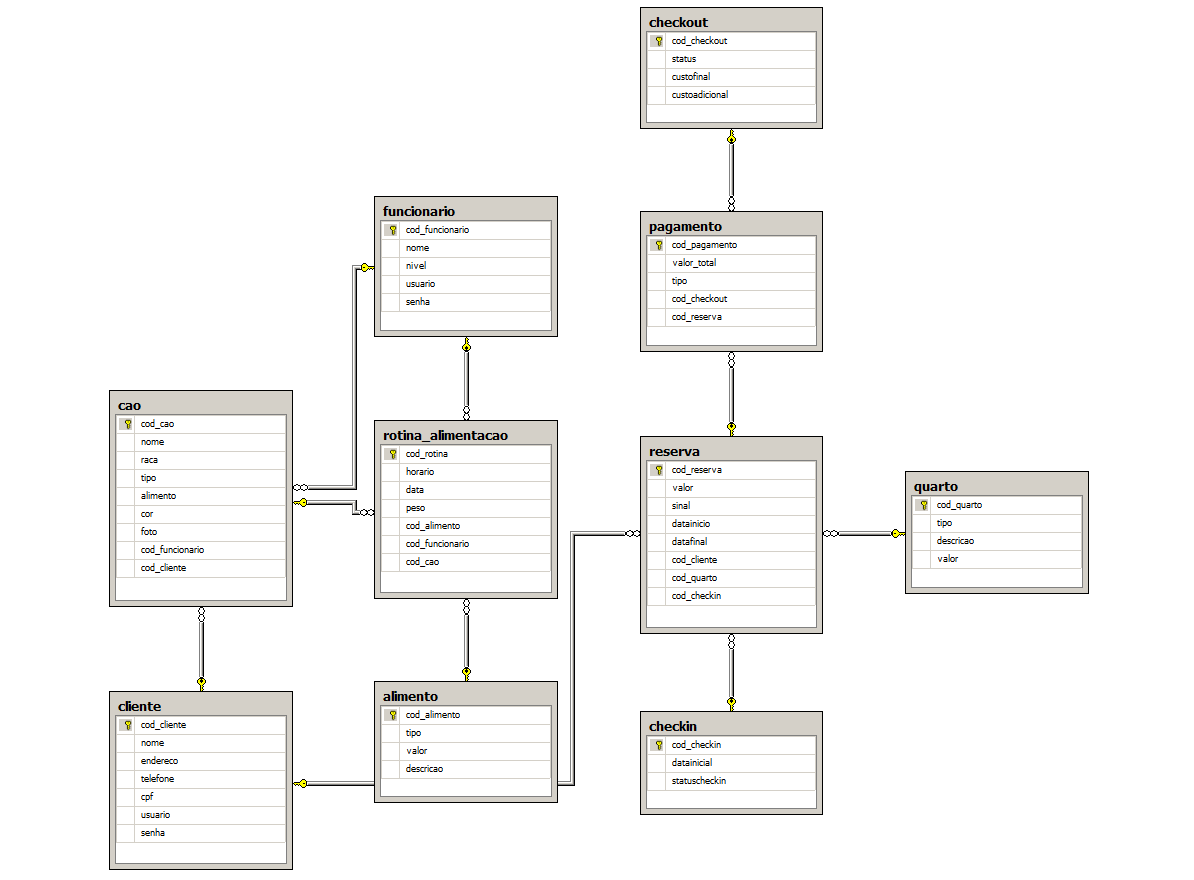 checkout
cod_checkout
status
custofinal
custoadicional
funcionario
cod_funcionario
nome
nivel
usuario
senha
pagamento
cod_pagamento
valor_total
tipo
cod_checkout
cod_reserva
cao
cod_cao
nome
raca
tipo
alimento
cor
foto
cod_funcionario
cod_cliente
rotina_alimentacao
cod_rotina
horario
data
peso
cod_alimento
cod_funcionario
cod_cao
reserva
cod_reserva
valor
sinal
datainicio
datafinal
cod_cliente
cod_quarto
cod_checkin
quarto
cod_quarto
tipo
descricao
valor
cliente
cod_cliente
nome
endereco
telefone
cpf
usuario
senha
alimento
cod_alimento
tipo
valor
descricao
checkin
cod_checkin
datainicial
statuscheckin